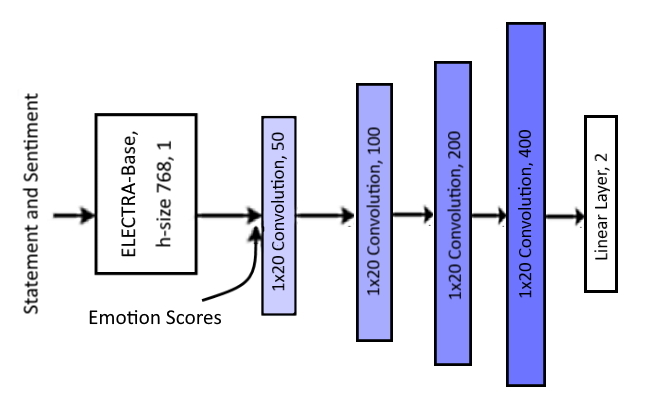 Statement and Sentiment
ELECTRA-Base,
h-size 768, 1
Emotion Scores
1x20 Convolution, 50
1x20 Convolution, 100
1x20 Convolution, 200
1x20 Convolution, 400
Linear Layer, 2